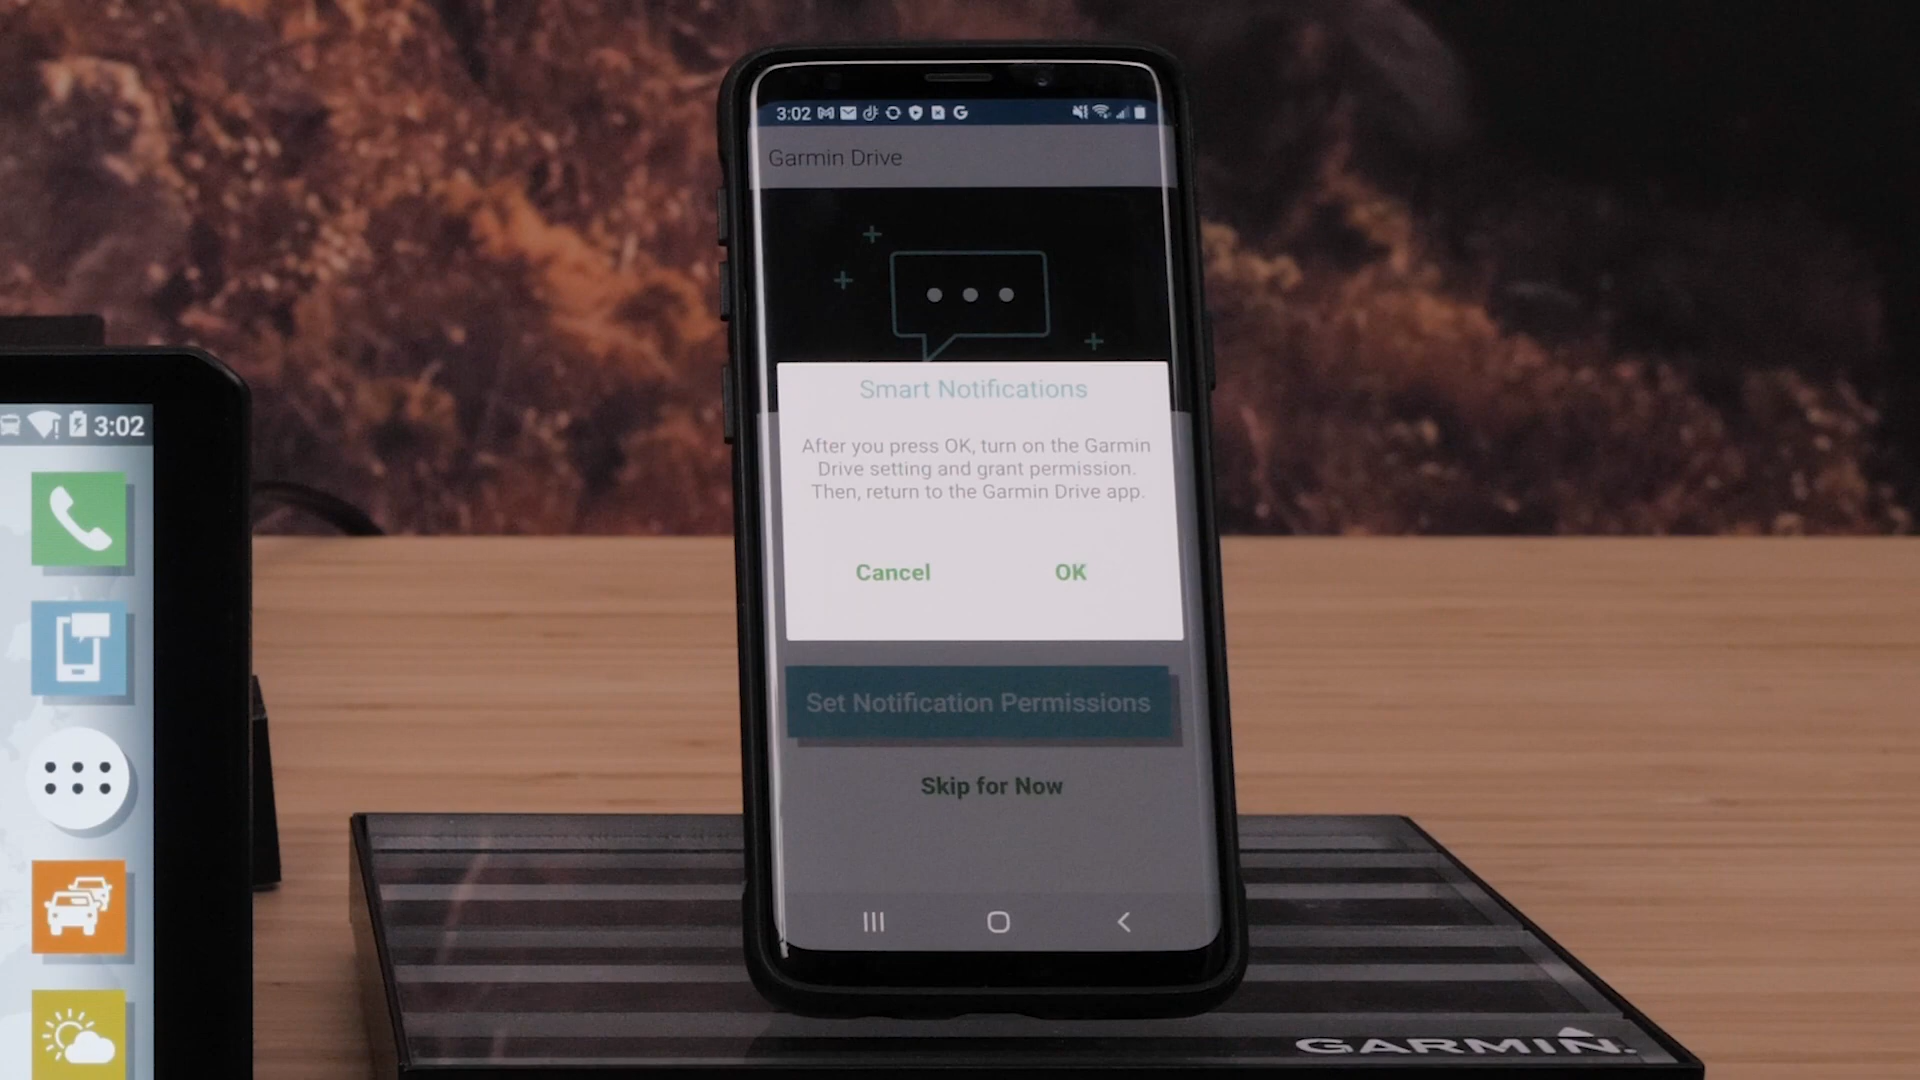 3:02
Garmin Drive
Smart Notifications
After you press OK, turn on the Garmin
Drive setting and grant permission.
Then, return to the Garmin Drive app.
Cancel OK
Set Notification Permissions
Skip for Now
3:02
GARMIN